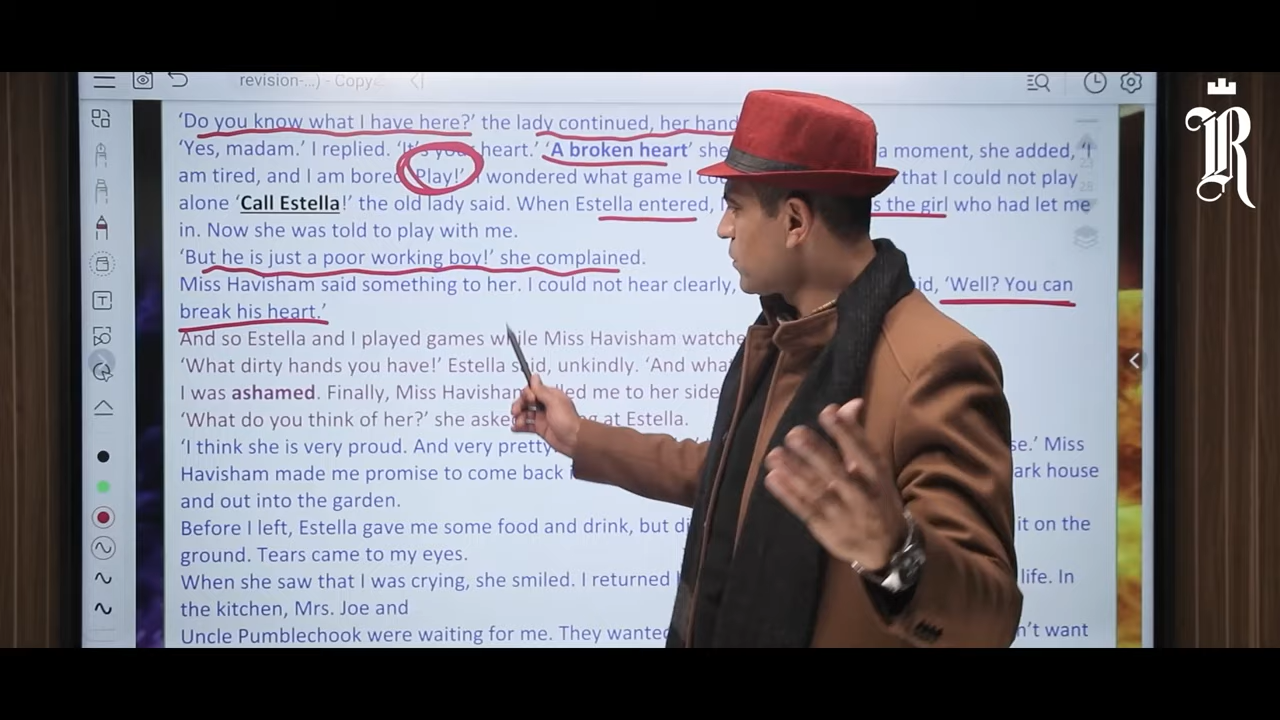 revision-...) - Copy
‘Do you know what I have here?’ the lady continued, her hand
‘Yes, madam.’ I replied. ‘It’s your heart.’ ‘A broken heart’ she a moment, she added, ‘I
am tired, and I am bored Play!’ I wondered what game I that I could not play
alone ‘Call Estella!’ the old lady said. When Estella entered, the girl who had let me
in. Now she was told to play with me.
‘But he is just a poor working boy!’ she complained.
Miss Havisham said something to her. I could not hear clearly, ‘Well? You can
break his heart.’
And so Estella and I played games while Miss Havisham watche
‘What dirty hands you have!’ Estella said, unkindly. ‘And wha
I was ashamed. Finally, Miss Havisham called me to her side
‘What do you think of her?’ she asked at Estella.
‘I think she is very proud. And very pretty. se.’ Miss
Havisham made me promise to come back ark house
and out into the garden.
Before I left, Estella gave me some food and drink, but it on the
ground. Tears came to my eyes.
When she saw that I was crying, she smiled. I returned life. In
the kitchen, Mrs. Joe and
Uncle Pumblechook were waiting for me. They wanted n’t want
R